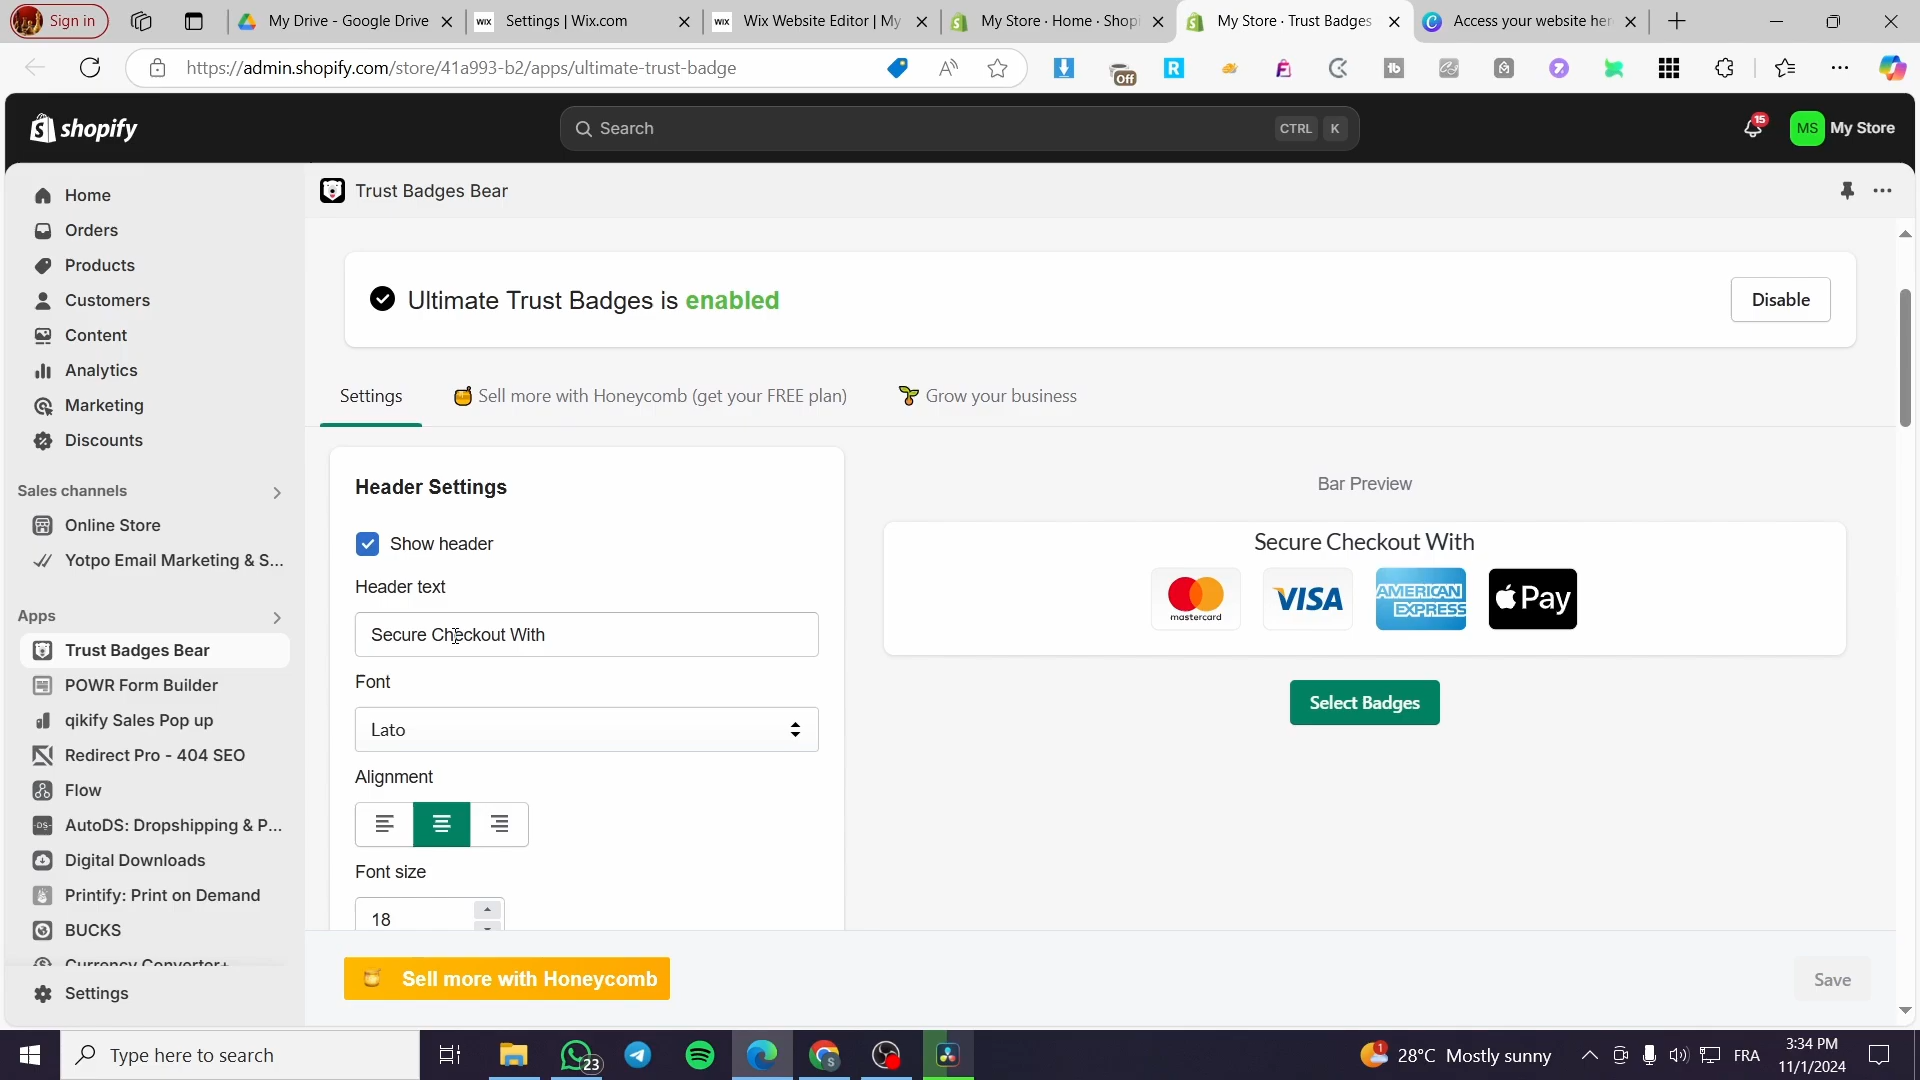 Sign in
My Drive - Google Drive
WIX
Settings | Wix.com
WIX
Wix Website Editor | My
My Store · Home · Shopi
My Store · Trust Badges
Access your website her
https://admin.shopify.com/store/41a993-b2/apps/ultimate-trust-badge
Off
shopify
Search
CTRL K
15
MS
My Store
Home
Orders
Products
Customers
Content
Analytics
Marketing
Discounts
Sales channels
Online Store
Yotpo Email Marketing & S...
Apps
Trust Badges Bear
POWR Form Builder
qikify Sales Pop up
Redirect Pro - 404 SEO
Flow
AutoDS: Dropshipping & P...
Digital Downloads
Printify: Print on Demand
BUCKS
Currency Converter+
Settings
Trust Badges Bear
Ultimate Trust Badges is enabled
Disable
Settings
Sell more with Honeycomb (get your FREE plan)
Grow your business
Header Settings
Show header
Header text
Secure Checkout With
Font
Lato
Alignment
Font size
18
Bar Preview
Secure Checkout With
mastercard
VISA
AMERICAN EXPRESS
Pay
Select Badges
Sell more with Honeycomb
Save
Type here to search
23
1
28°C Mostly sunny
FRA
3:34 PM
11/1/2024